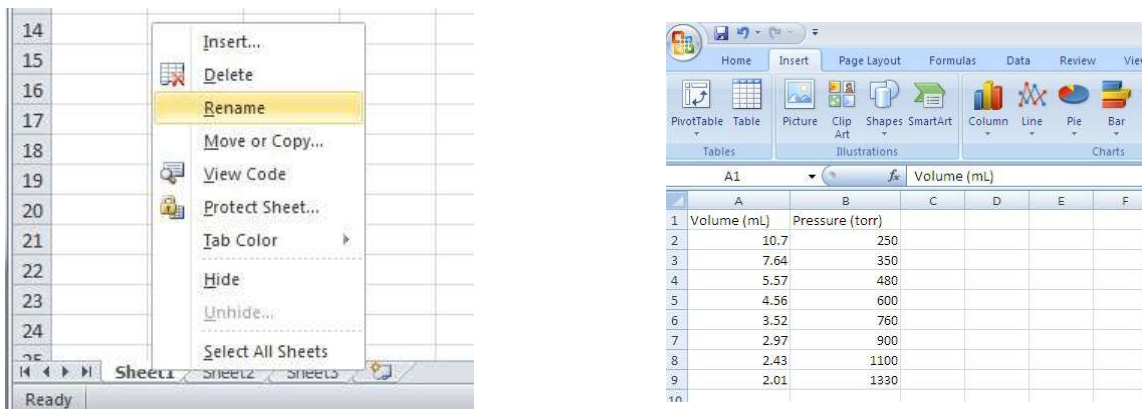 14
15
16
17
18
19
20
21
22
23
24
25
Insert...
Delete
Rename
Move or Copy...
View Code
Protect Sheet...
Tab Color
Hide
Unhide...
Select All Sheets
Sheet1 Sheet2 Sheet3
Ready
Home Insert Page Layout Formulas Data Review
PivotTable Table Picture Clip Art Shapes SmartArt Column Line Pie Bar
Tables Illustrations Charts
A1 fx Volume (mL)
A B C D E F
1 Volume (mL) Pressure (torr)
2 10.7 250
3 7.64 350
4 5.57 480
5 4.56 600
6 3.52 760
7 2.97 900
8 2.43 1100
9 2.01 1330
10